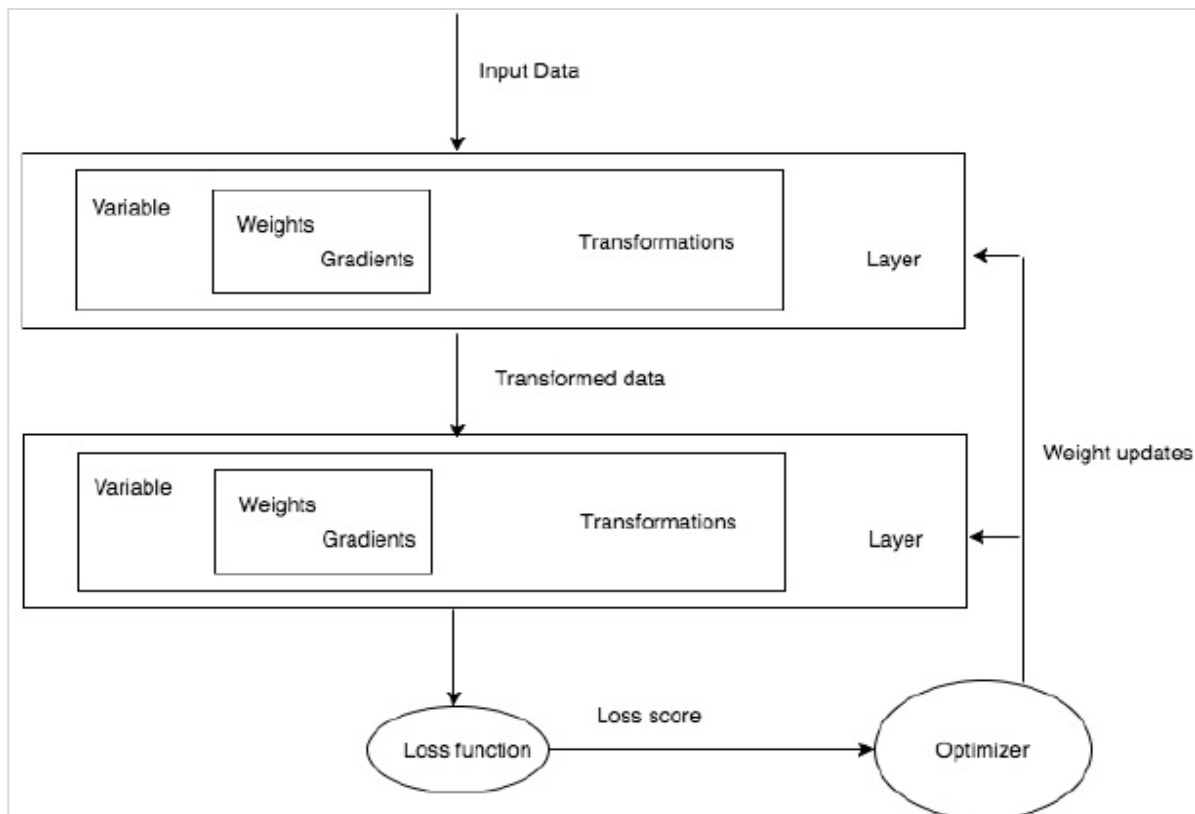 Input Data
Variable
Weights
Gradients
Transformations
Layer
Transformed data
Weight updates
Variable
Weights
Gradients
Transformations
Layer
Loss score
Loss function
Optimizer